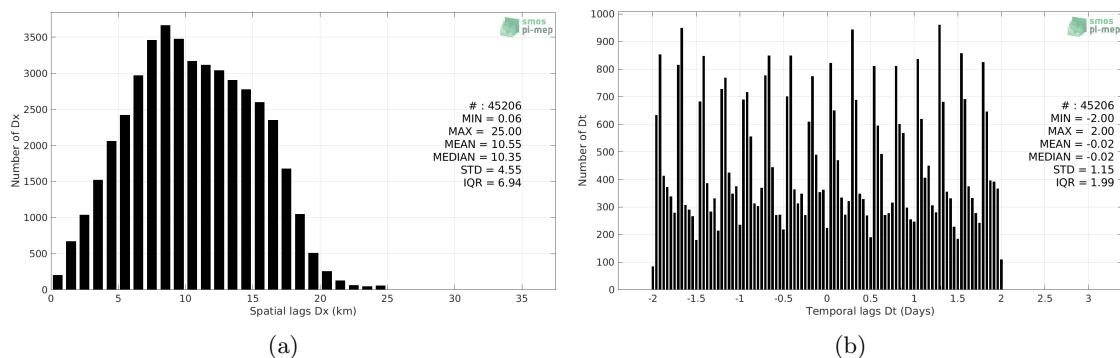 smos
pi-mep
3500
3000
2500
2000
1500
1000
500
0
Number of Dx
# : 45206
MIN = 0.06
MAX = 25.00
MEAN = 10.55
MEDIAN = 10.35
STD = 4.55
IQR = 6.94
0 5 10 15 20 25 30 35
Spatial lags Dx (km)
(a)
smos
pi-mep
1000
900
800
700
600
500
400
300
200
100
0
Number of Dt
# : 45206
MIN = -2.00
MAX = 2.00
MEAN = -0.02
MEDIAN = -0.02
STD = 1.15
IQR = 1.99
-2 -1.5 -1 -0.5 0 0.5 1 1.5 2 2.5 3
Temporal lags Dt (Days)
(b)